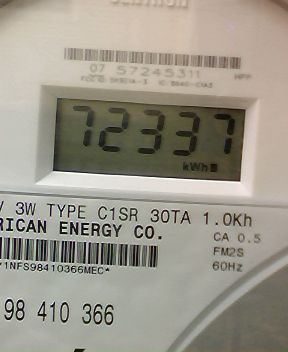 07 57245311
72337
kWh
V 3W TYPE C1SR 30TA 1.0Kh
RICAN ENERGY CO.
CA 0.5
FM2S
60Hz
Y1NFS98410366MEC*
98 410 366